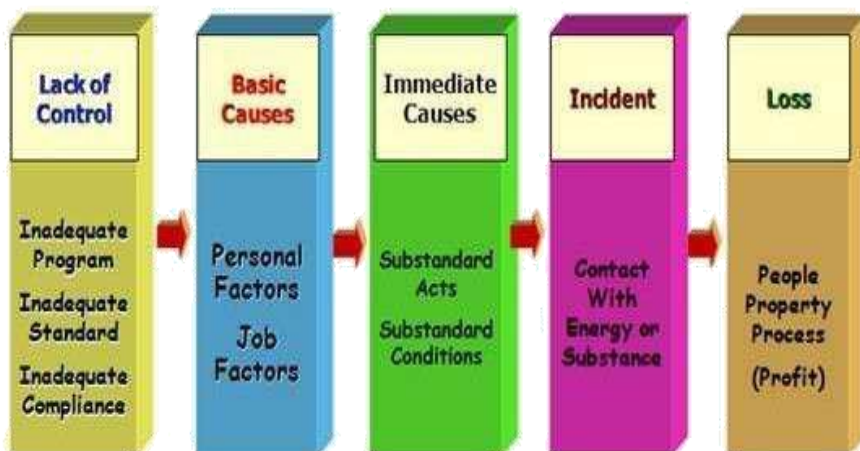 Lack of
Control
Inadequate
Program
Inadequate
Standard
Inadequate
Compliance
Basic
Causes
Personal
Factors
Job
Factors
Immediate
Causes
Substandard
Acts
Substandard
Conditions
Incident
Contact
With
Energy or
Substance
Loss
People
Property
Process
(Profit)